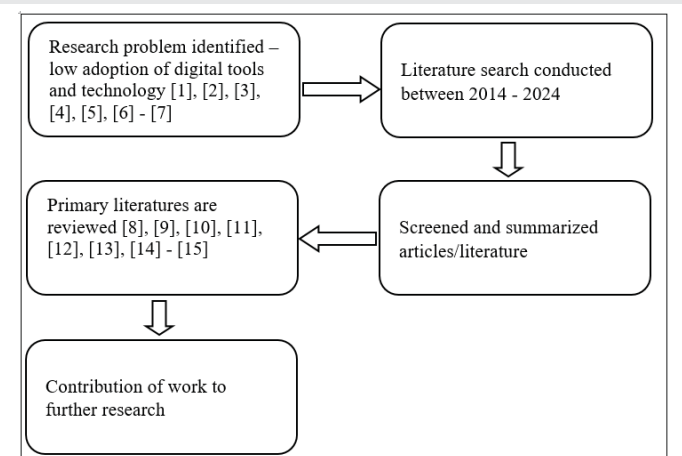 Research problem identified –
low adoption of digital tools
and technology [1], [2], [3],
[4], [5], [6] - [7]
Literature search conducted
between 2014 - 2024
Screened and summarized
articles/literature
Primary literatures are
reviewed [8], [9], [10], [11],
[12], [13], [14] - [15]
Contribution of work to
further research